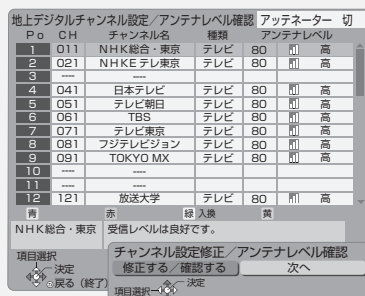 地上デジタルチャンネル設定／アンテナレベル確認 アッテネーター 切
Po CH チャンネル名 種類 アンテナレベル
1 011 NHK総合・東京 テレビ 80 高
2 021 NHKEテレ東京 テレビ 80 高
3 ---- ----
4 041 日本テレビ テレビ 80 高
5 051 テレビ朝日 テレビ 80 高
6 061 TBS テレビ 80 高
7 071 テレビ東京 テレビ 80 高
8 081 フジテレビジョン テレビ 80 高
9 091 TOKYO MX テレビ 80 高
10 ---- ----
11 ---- ----
12 121 放送大学 テレビ 80 高
青 赤 緑 入換 黄
NHK総合・東京 受信レベルは良好です。
項目選択
決定
戻る（終了）
チャンネル設定修正／アンテナレベル確認
修正する／確認する 次へ
項目選択 決定